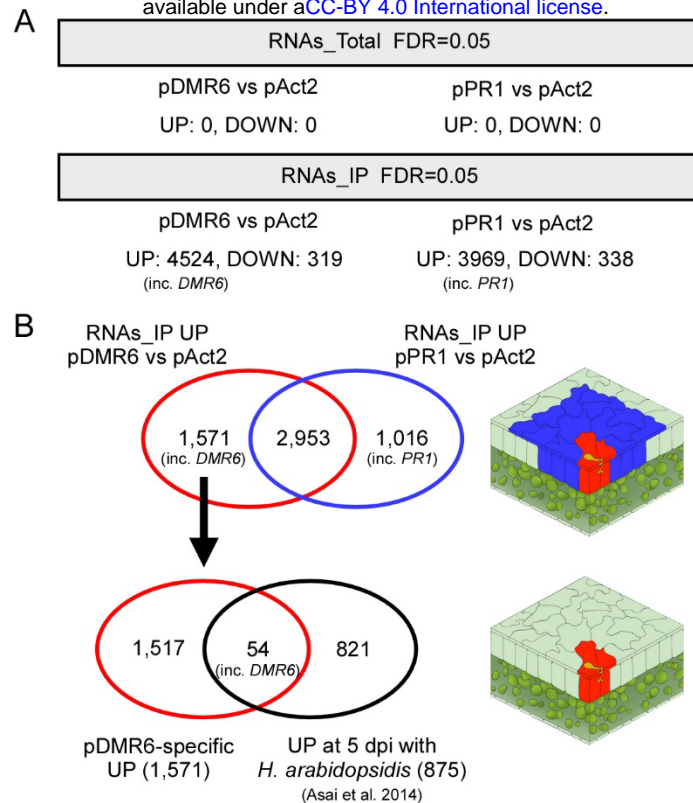 available under aCC-BY 4.0 International license.
A
RNAs_Total FDR=0.05
pDMR6 vs pAct2
UP: 0, DOWN: 0
pPR1 vs pAct2
UP: 0, DOWN: 0
RNAs_IP FDR=0.05
pDMR6 vs pAct2
UP: 4524, DOWN: 319
(inc. DMR6)
pPR1 vs pAct2
UP: 3969, DOWN: 338
(inc. PR1)
B
RNAs_IP UP
pDMR6 vs pAct2
RNAs_IP UP
pPR1 vs pAct2
1,571
(inc. DMR6)
2,953
1,016
(inc. PR1)
1,517
54
(inc. DMR6)
821
pDMR6-specific
UP (1,571)
UP at 5 dpi with
H. arabidopsidis (875)
(Asai et al. 2014)